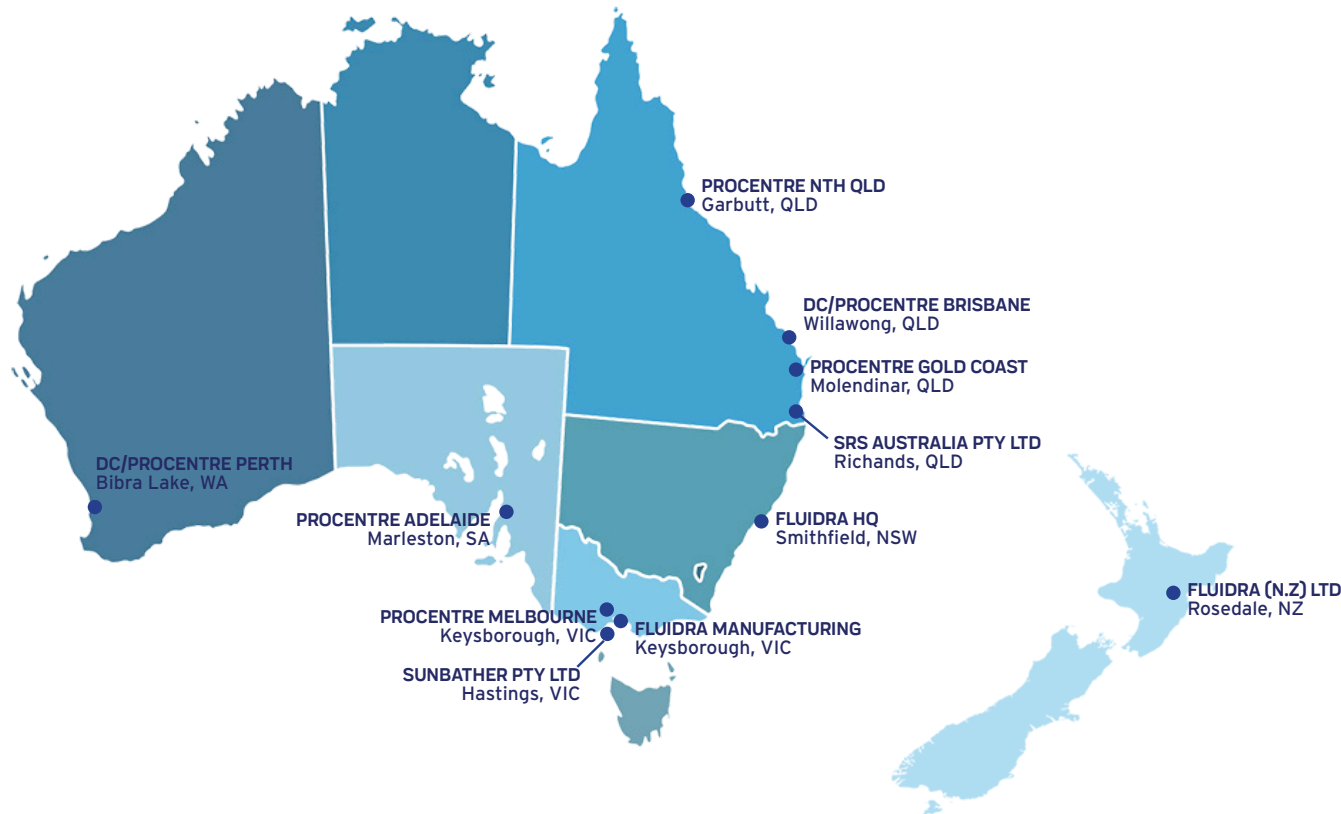 PROCENTRE NTH QLD
Garbutt, QLD
DC/PROCENTRE BRISBANE
Willawong, QLD
PROCENTRE GOLD COAST
Molendinar, QLD
SRS AUSTRALIA PTY LTD
Richands, QLD
DC/PROCENTRE PERTH
Bibra Lake, WA
PROCENTRE ADELAIDE
Marleston, SA
FLUIDRA HQ
Smithfield, NSW
FLUIDRA (N.Z) LTD
Rosedale, NZ
PROCENTRE MELBOURNE
Keysborough, VIC
FLUIDRA MANUFACTURING
Keysborough, VIC
SUNBATHER PTY LTD
Hastings, VIC